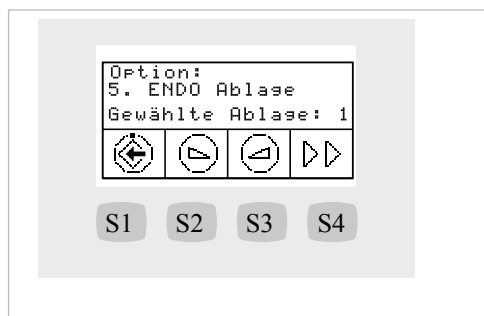 Option:
5. ENDO Ablage
Gewählte Ablage: 1
S1 S2 S3 S4